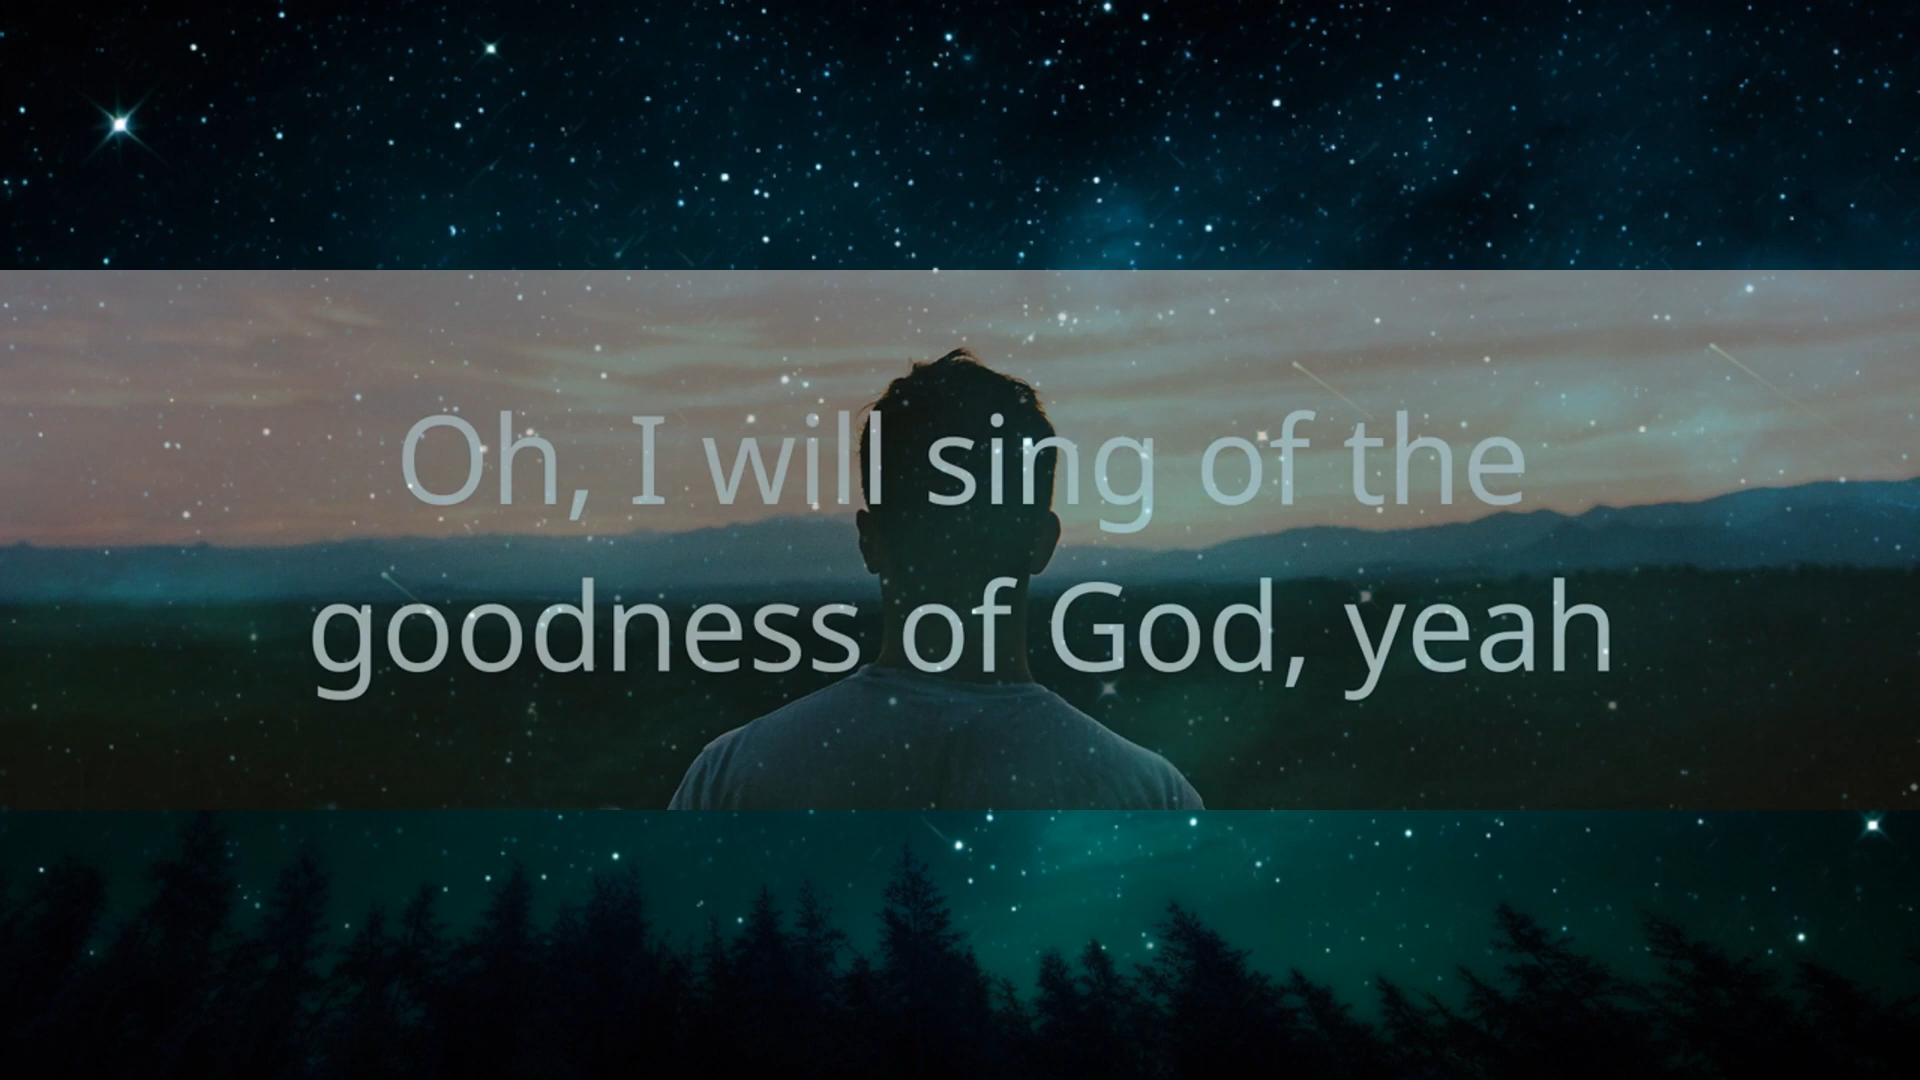 Oh, I will sing of the
goodness of God, yeah